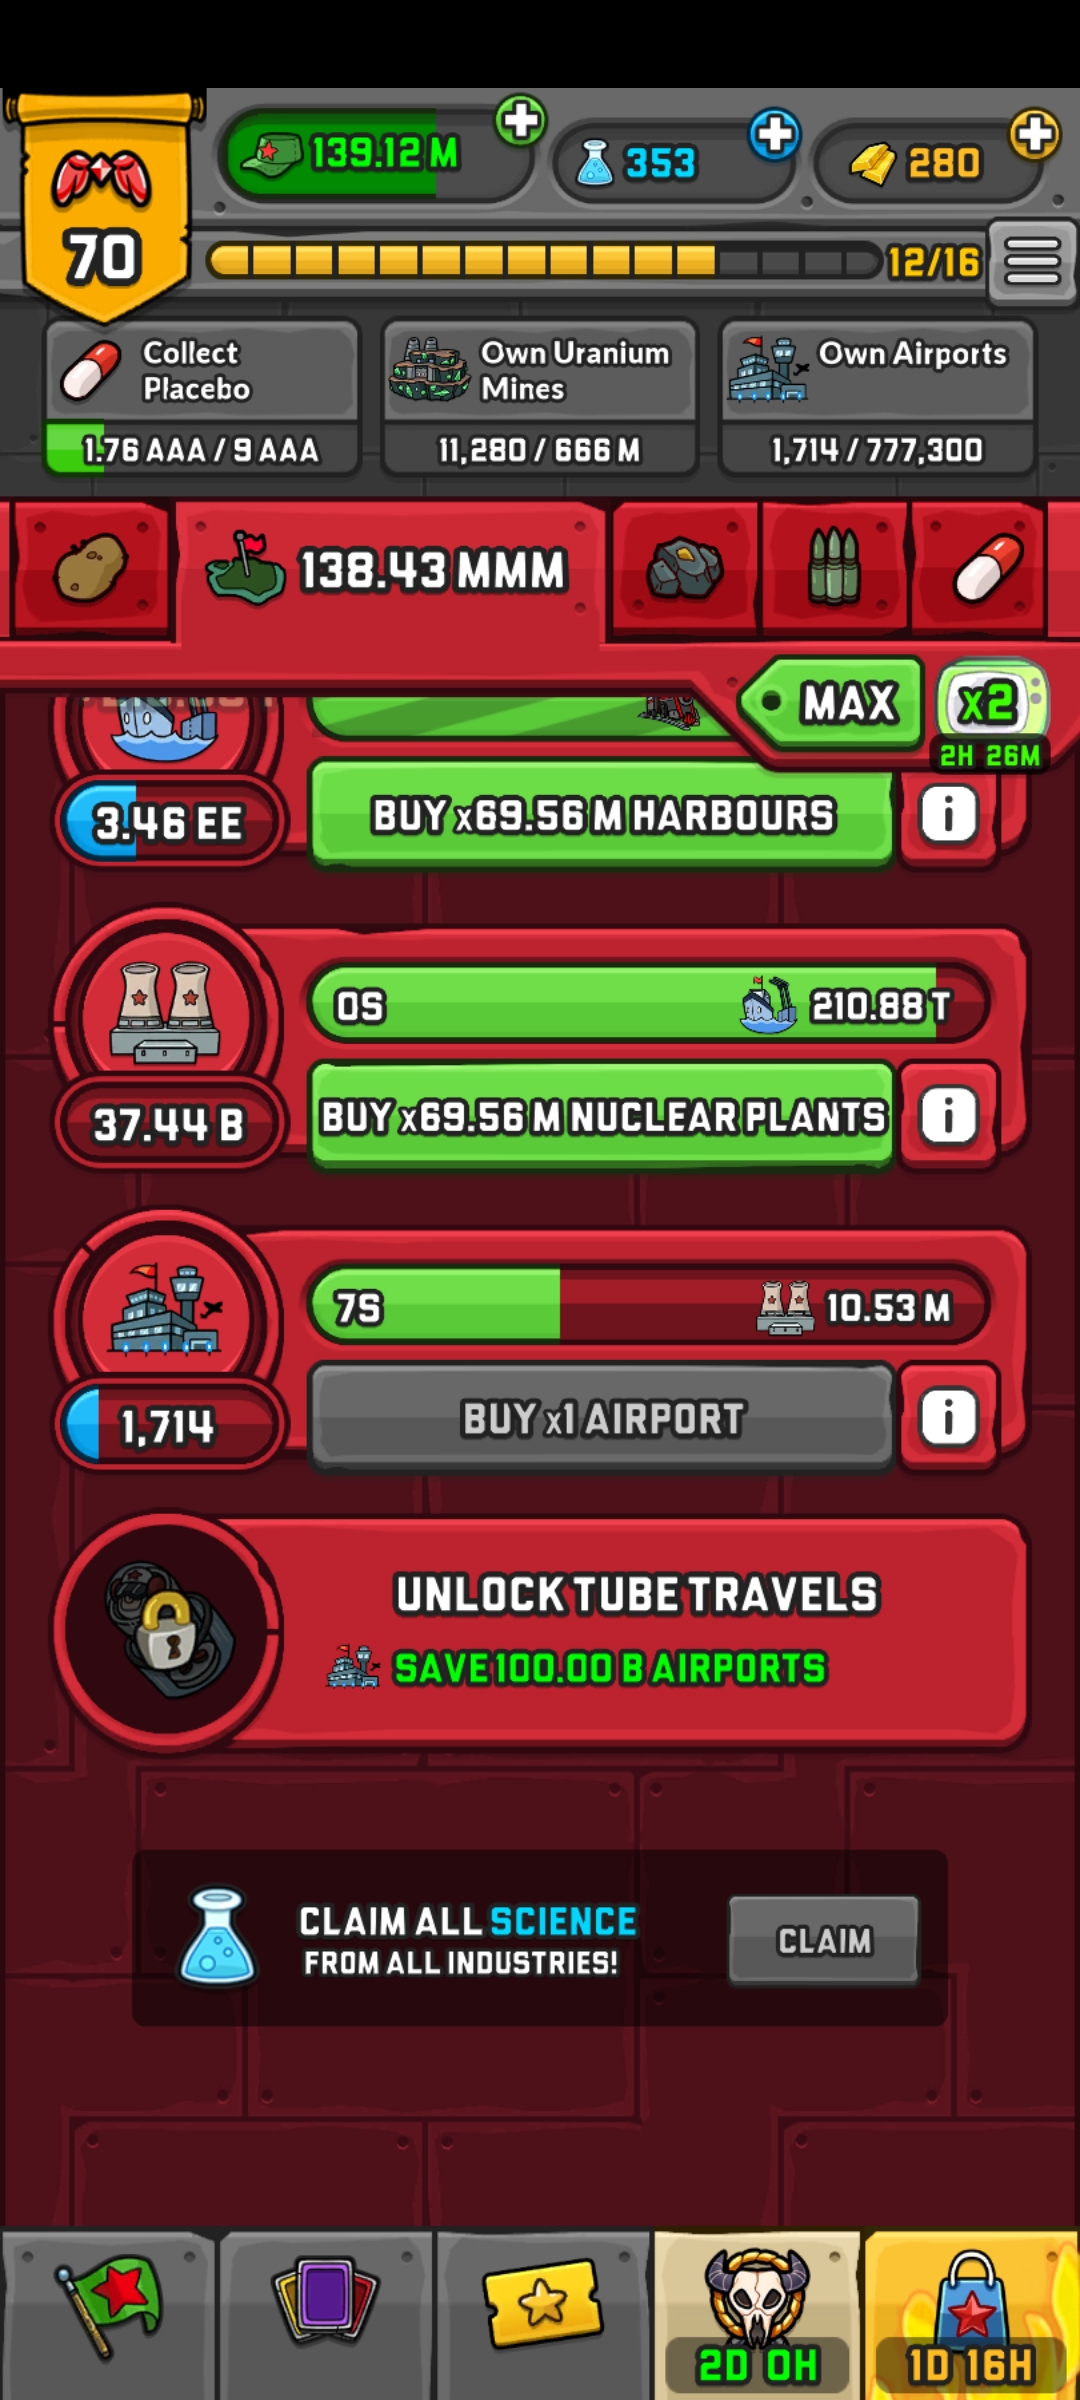 139.12 M
353
280
70
12/16
Collect
Placebo
Own Uranium
Mines
Own Airports
1.76 AAA / 9 AAA
11,280 / 666 M
1,714 / 777,300
138.43 MMM
MAX
x2
2H 26M
3.46 EE
BUY x69.56 M HARBOURS
i
0S
210.88 T
37.44 B
BUY x69.56 M NUCLEAR PLANTS
i
7S
10.53 M
1,714
BUY x1 AIRPORT
i
UNLOCK TUBE TRAVELS
SAVE 100.00 B AIRPORTS
CLAIM ALL SCIENCE
FROM ALL INDUSTRIES!
CLAIM
2D 0H
1D 16H